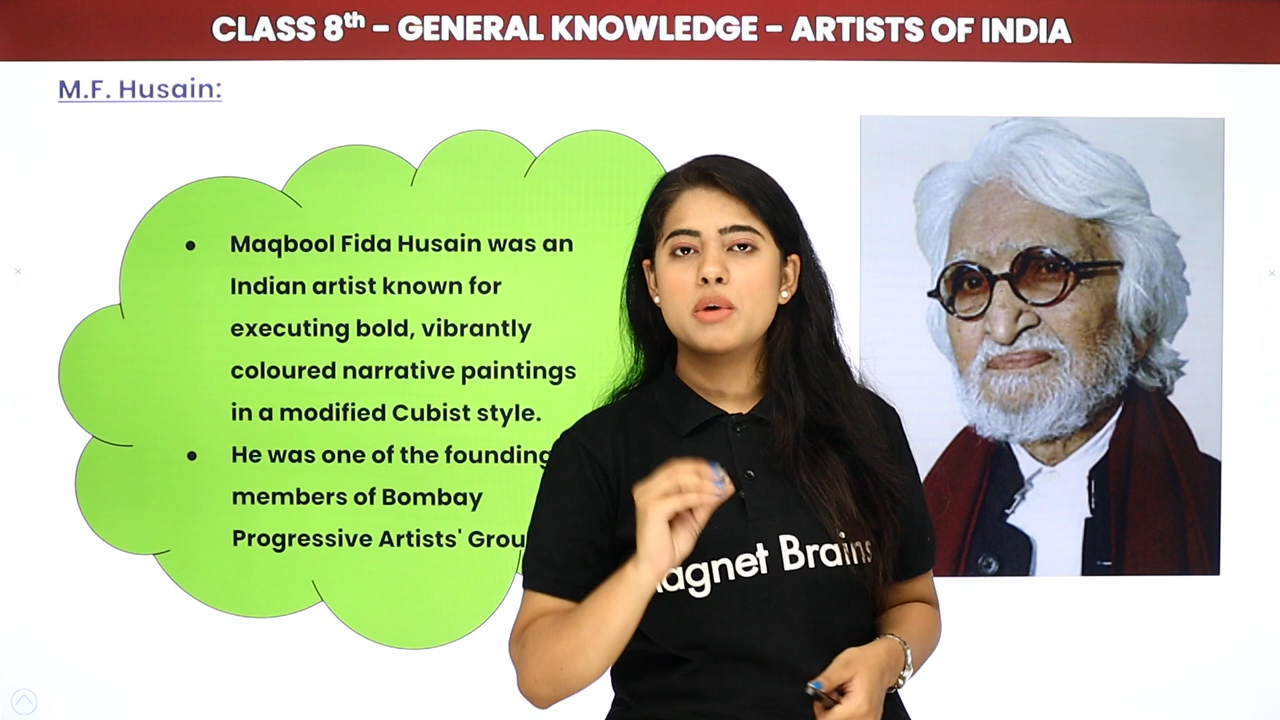 CLASS 8th – GENERAL KNOWLEDGE – ARTISTS OF INDIA
M.F. Husain:
• Maqbool Fida Husain was an
Indian artist known for
executing bold, vibrantly
coloured narrative paintings
in a modified Cubist style.
• He was one of the founding
members of Bombay
Progressive Artists' Grou
agnet Brains